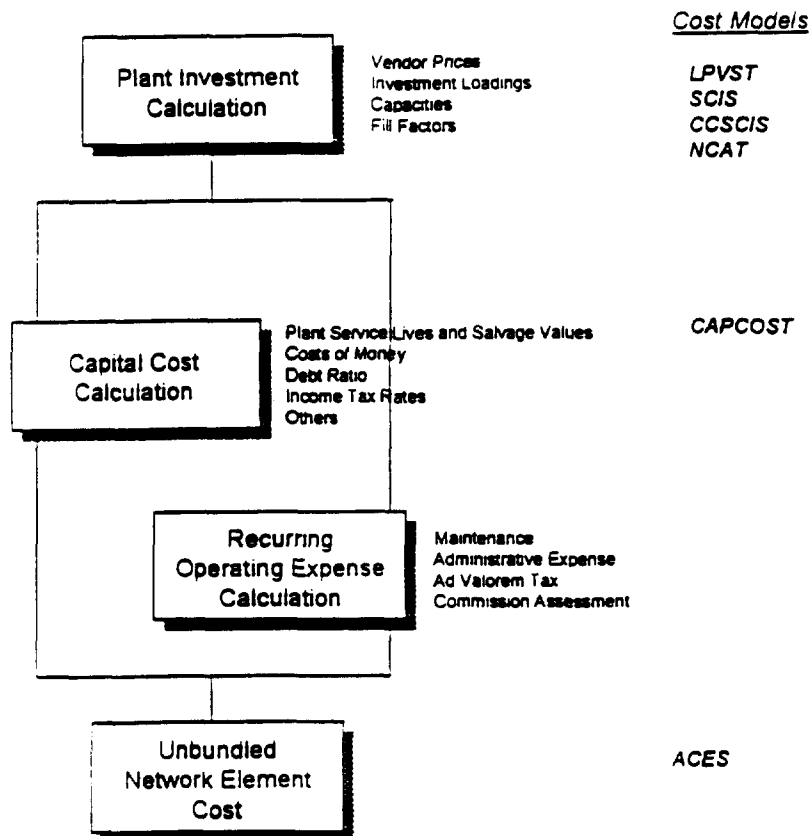 Cost Models
Plant Investment
Calculation
Vendor Prices
Investment Loadings
Capacities
Fill Factors
LPVST
SCIS
CCSCIS
NCAT
Capital Cost
Calculation
Plant Service Lives and Salvage Values
Costs of Money
Debt Ratio
Income Tax Rates
Others
CAPCOST
Recurring
Operating Expense
Calculation
Maintenance
Administrative Expense
Ad Valorem Tax
Commission Assessment
Unbundled
Network Element
Cost
ACES